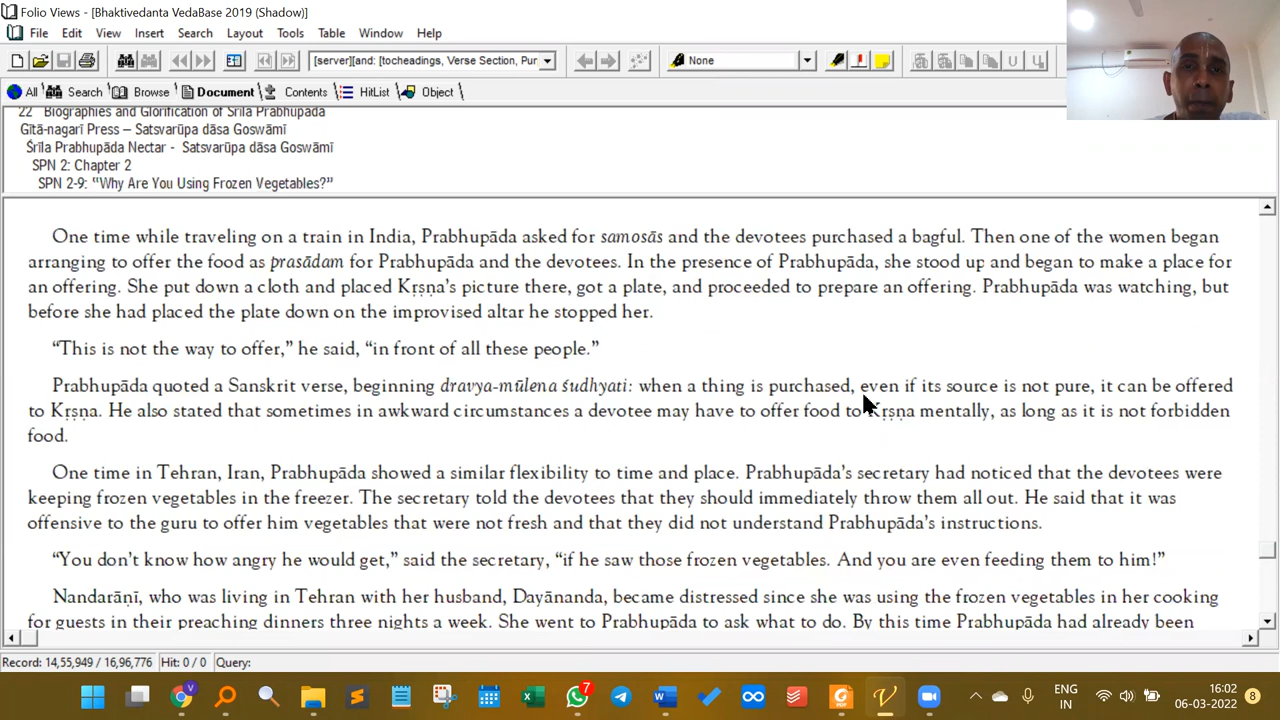 Folio Views - [Bhaktivedanta VedaBase 2019 (Shadow)]
File Edit View Insert Search Layout Tools Table Window Help
[server][and: [tocheadings, Verse Section, Pur None
All Search Browse Document Contents HitList Object
22 Biographies and Glorification of Śrīla Prabhupāda
Gītā-nagarī Press – Satsvarūpa dāsa Goswāmī
Śrīla Prabhupāda Nectar - Satsvarūpa dāsa Goswāmī
SPN 2: Chapter 2
SPN 2-9: "Why Are You Using Frozen Vegetables?"
One time while traveling on a train in India, Prabhupāda asked for samosās and the devotees purchased a bagful. Then one of the women began
arranging to offer the food as prasādam for Prabhupāda and the devotees. In the presence of Prabhupāda, she stood up and began to make a place for
an offering. She put down a cloth and placed Kṛṣṇa's picture there, got a plate, and proceeded to prepare an offering. Prabhupāda was watching, but
before she had placed the plate down on the improvised altar he stopped her.
"This is not the way to offer," he said, "in front of all these people."
Prabhupāda quoted a Sanskrit verse, beginning dravya-mūlena śudhyati: when a thing is purchased, even if its source is not pure, it can be offered
to Kṛṣṇa. He also stated that sometimes in awkward circumstances a devotee may have to offer food to Kṛṣṇa mentally, as long as it is not forbidden
food.
One time in Tehran, Iran, Prabhupāda showed a similar flexibility to time and place. Prabhupāda's secretary had noticed that the devotees were
keeping frozen vegetables in the freezer. The secretary told the devotees that they should immediately throw them all out. He said that it was
offensive to the guru to offer him vegetables that were not fresh and that they did not understand Prabhupāda's instructions.
"You don't know how angry he would get," said the secretary, "if he saw those frozen vegetables. And you are even feeding them to him!"
Nandarāṇī, who was living in Tehran with her husband, Dayānanda, became distressed since she was using the frozen vegetables in her cooking
for guests in their preaching dinners three nights a week. She went to Prabhupāda to ask what to do. By this time Prabhupāda had already been
Record: 14,55,949 / 16,96,776 Hit: 0 / 0 Query:
V 7 ENG 16:02
IN 06-03-2022 8